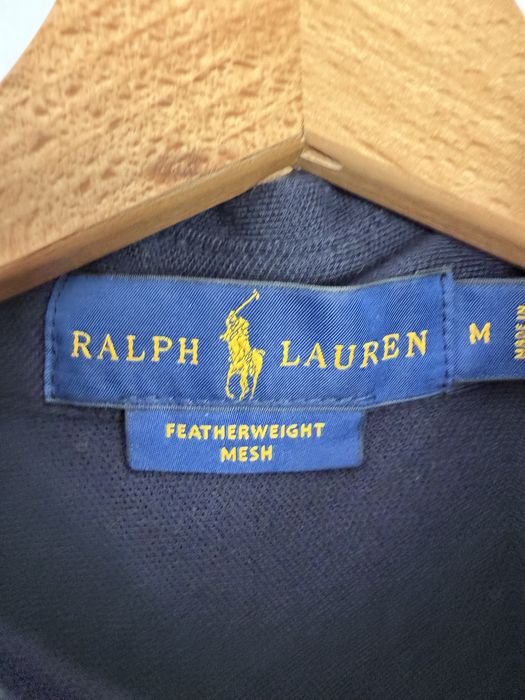 RALPH LAUREN
M
MADE IN
FEATHERWEIGHT
MESH